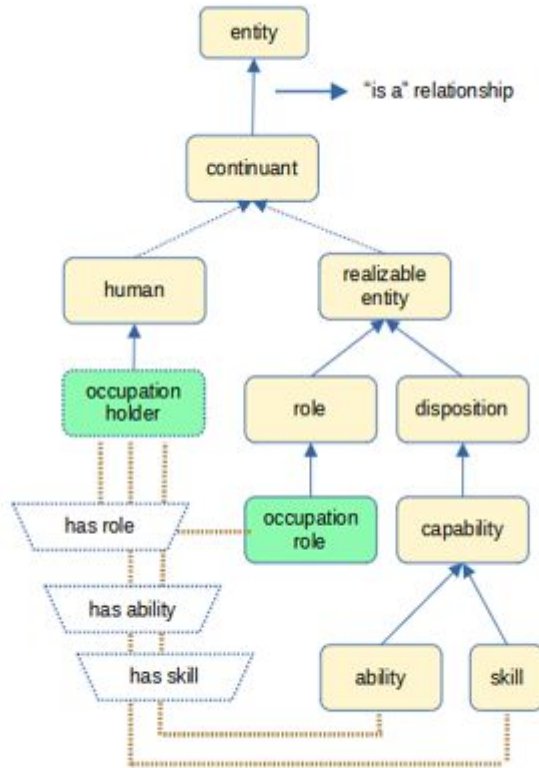 entity
"is a" relationship
continuant
human
realizable
entity
occupation
holder
role
disposition
has role
occupation
role
capability
has ability
has skill
ability
skill